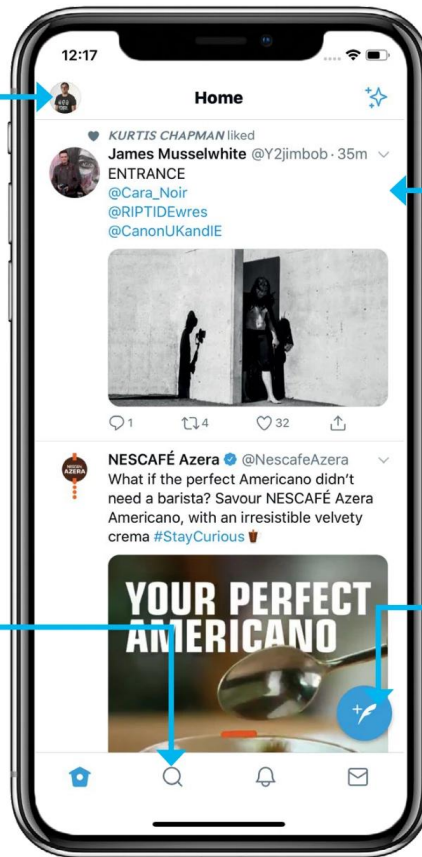 12:17
Home
KURTIS CHAPMAN liked
James Musselwhite @Y2jimbob · 35m
ENTRANCE
@Cara_Noir
@RIPTIDEwres
@CanonUKandIE
1 4 32
NESCAFÉ Azera @NescafeAzera
What if the perfect Americano didn't
need a barista? Savour NESCAFÉ Azera
Americano, with an irresistible velvety
crema #StayCurious
NESCAFÉ
AZERA
YOUR PERFECT
AMERICANO